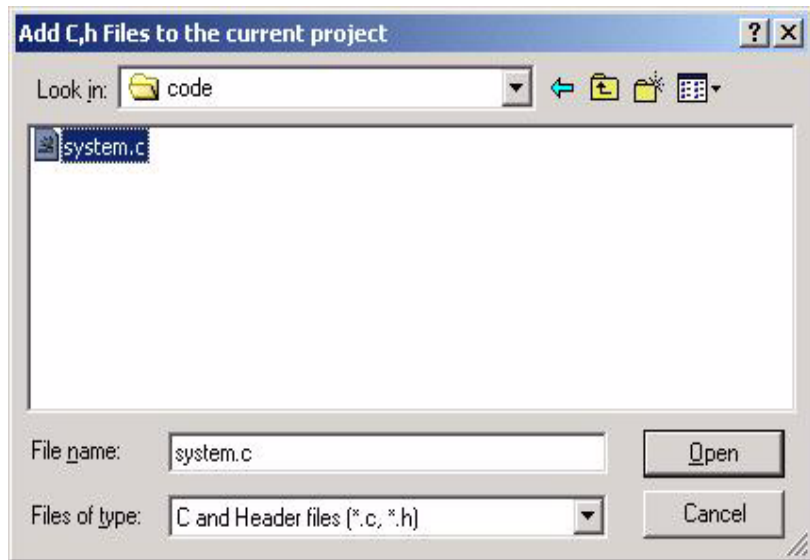 Add C,h Files to the current project
Look in: code
system.c
File name: system.c Open
Files of type: C and Header files (*.c, *.h) Cancel